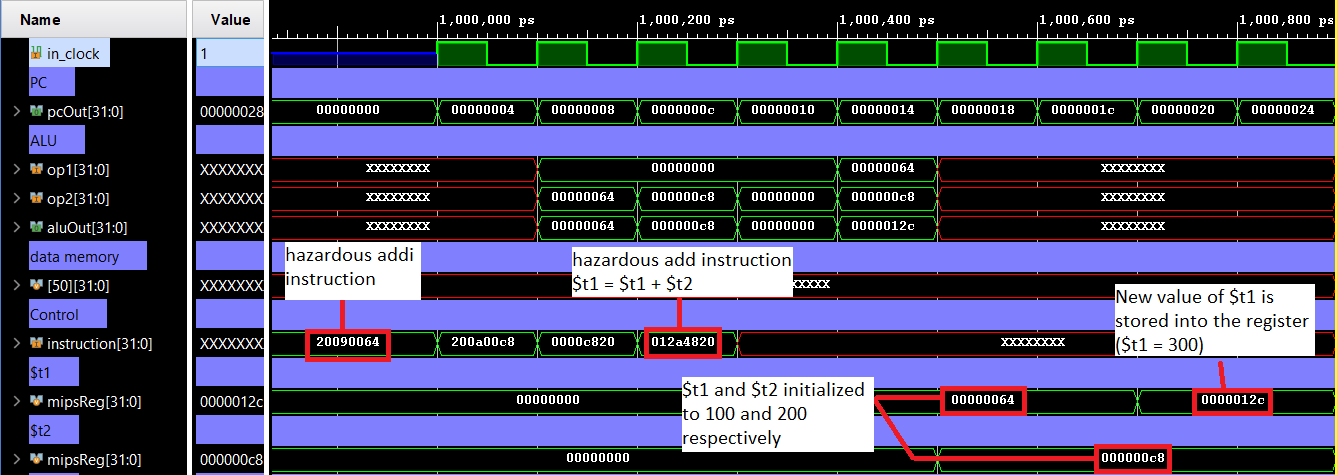 Name Value 1,000,000 ps 1,000,200 ps 1,000,400 ps 1,000,600 ps 1,000,800 ps
in_clock 1
PC
pcOut[31:0] 00000028 00000000 00000004 00000008 0000000c 00000010 00000014 00000018 0000001c 00000020 00000024
ALU
op1[31:0] XXXXXXX XXXXXXXX 00000000 00000064 XXXXXXXX
op2[31:0] XXXXXXX XXXXXXXX 00000064 000000c8 00000000 000000c8 XXXXXXXX
aluOut[31:0] XXXXXXX XXXXXXXX 00000064 000000c8 00000000 0000012c XXXXXXXX
data memory
hazardous addi
instruction
hazardous add instruction
$t1 = $t1 + $t2
[50][31:0] XXXXXXX XXXXX
Control
New value of $t1 is
stored into the register
($t1 = 300)
instruction[31:0] XXXXXXX 20090064 200a00c8 0000c820 012a4820 XXXXXXXX
$t1
$t1 and $t2 initialized
to 100 and 200
respectively
mipsReg[31:0] 0000012c 00000000 00000064 0000012c
$t2
mipsReg[31:0] 000000c8 00000000 000000c8